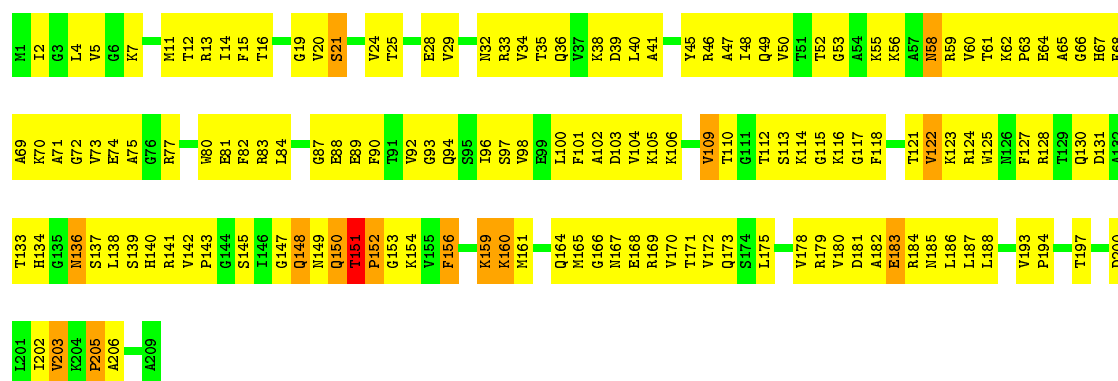 M1 I2 G3 L4 V5 G6 K7 M11 T12 R13 I14 F15 T16 G19 V20 S21 V24 T25 E28 V29 N32 R33 V34 T35 Q36 V37 K38 D39 L40 A41 Y45 R46 A47 I48 Q49 V50 T51 T52 G53 A54 K55 K56 A57 N58 R59 V60 T61 K62 P63 E64 A65 G66 H67 F68
A69 K70 A71 G72 V73 E74 A75 G76 R77 W80 E81 F82 R83 L84 G87 E88 E89 F90 T91 V92 G93 Q94 S95 I96 S97 V98 E99 L100 F101 A102 D103 V104 K105 K106 V109 T110 G111 T112 S113 K114 G115 K116 G117 F118 T121 V122 K123 R124 W125 N126 F127 R128 T129 Q130 D131 A132
T133 H134 G135 N136 S137 L138 S139 H140 R141 V142 P143 G144 S145 I146 G147 Q148 N149 Q150 T151 P152 G153 K154 V155 F156 K159 K160 M161 Q164 M165 G166 N167 E168 R169 V170 T171 V172 Q173 S174 L175 V178 R179 V180 D181 A182 E183 R184 N185 L186 L187 L188 V193 P194 T197 D200
L201 I202 V203 K204 P205 A206 A209